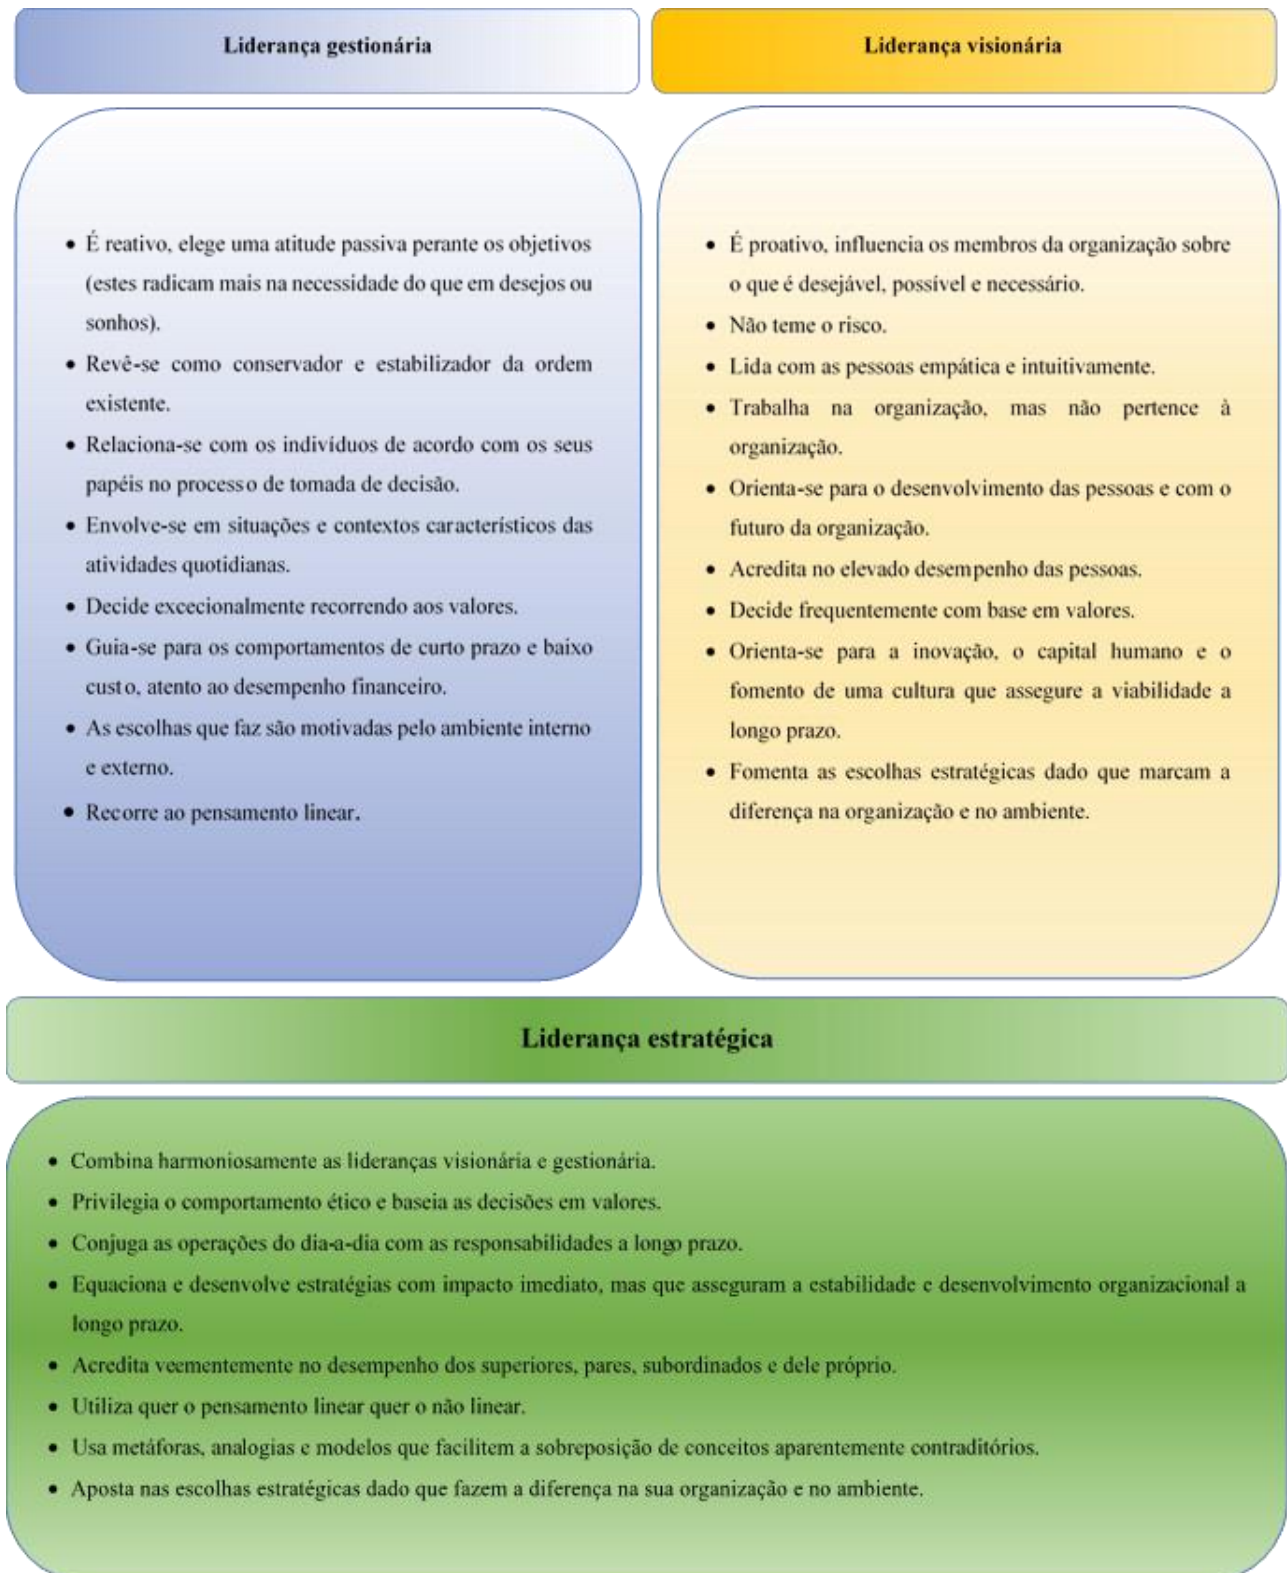 Liderança gestionária
Liderança visionária
• É reativo, elege uma atitude passiva perante os objetivos
(estes radicam mais na necessidade do que em desejos ou
sonhos).
• Revê-se como conservador e estabilizador da ordem
existente.
• Relaciona-se com os indivíduos de acordo com os seus
papéis no processo de tomada de decisão.
• Envolve-se em situações e contextos característicos das
atividades quotidianas.
• Decide excecionalmente recorrendo aos valores.
• Guia-se para os comportamentos de curto prazo e baixo
custo, atento ao desempenho financeiro.
• As escolhas que faz são motivadas pelo ambiente interno
e externo.
• Recorre ao pensamento linear.
• É proativo, influencia os membros da organização sobre
o que é desejável, possível e necessário.
• Não teme o risco.
• Lida com as pessoas empática e intuitivamente.
• Trabalha na organização, mas não pertence à
organização.
• Orienta-se para o desenvolvimento das pessoas e com o
futuro da organização.
• Acredita no elevado desempenho das pessoas.
• Decide frequentemente com base em valores.
• Orienta-se para a inovação, o capital humano e o
fomento de uma cultura que assegure a viabilidade a
longo prazo.
• Fomenta as escolhas estratégicas dado que marcam a
diferença na organização e no ambiente.
Liderança estratégica
• Combina harmoniosamente as lideranças visionária e gestionária.
• Privilegia o comportamento ético e baseia as decisões em valores.
• Conjuga as operações do dia-a-dia com as responsabilidades a longo prazo.
• Equaciona e desenvolve estratégias com impacto imediato, mas que asseguram a estabilidade e desenvolvimento organizacional a
longo prazo.
• Acredita veementemente no desempenho dos superiores, pares, subordinados e dele próprio.
• Utiliza quer o pensamento linear quer o não linear.
• Usa metáforas, analogias e modelos que facilitem a sobreposição de conceitos aparentemente contraditórios.
• Aposta nas escolhas estratégicas dado que fazem a diferença na sua organização e no ambiente.